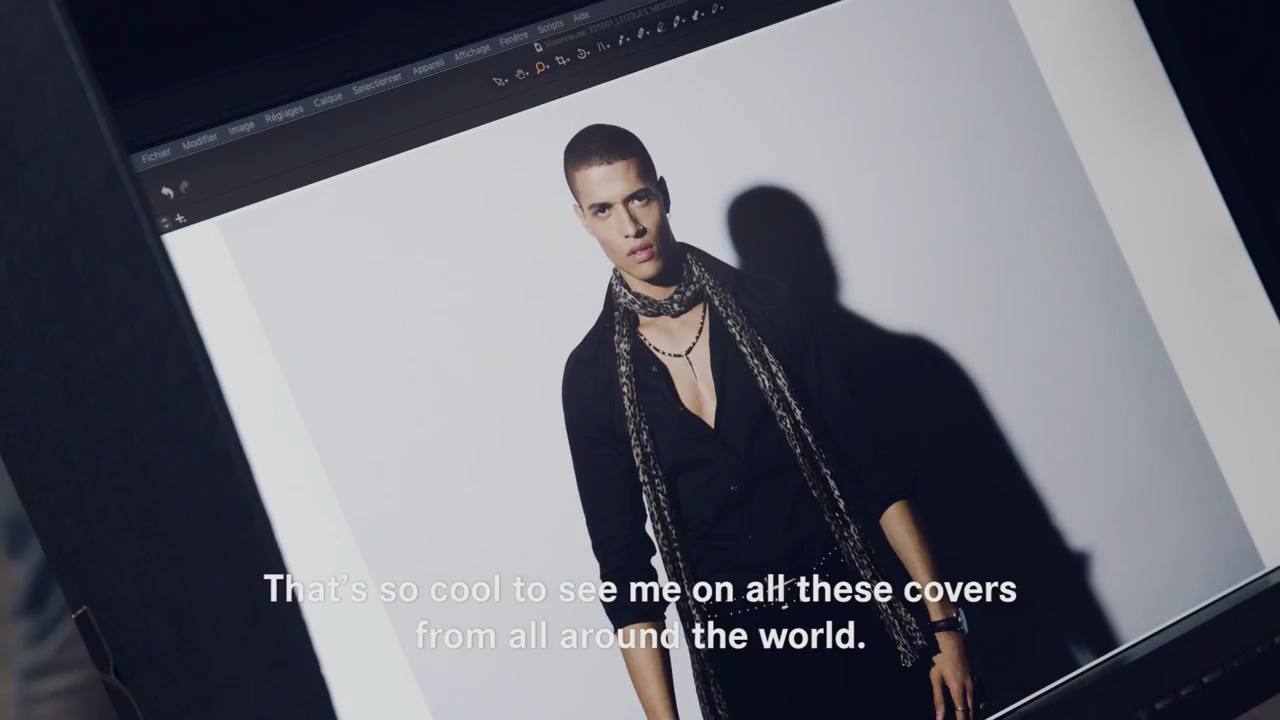 Fichier Modifier Image Réglages Calque Selectionner Appareil Affichage Fenêtre Scripts Aide
That's so cool to see me on all these covers
from all around the world.